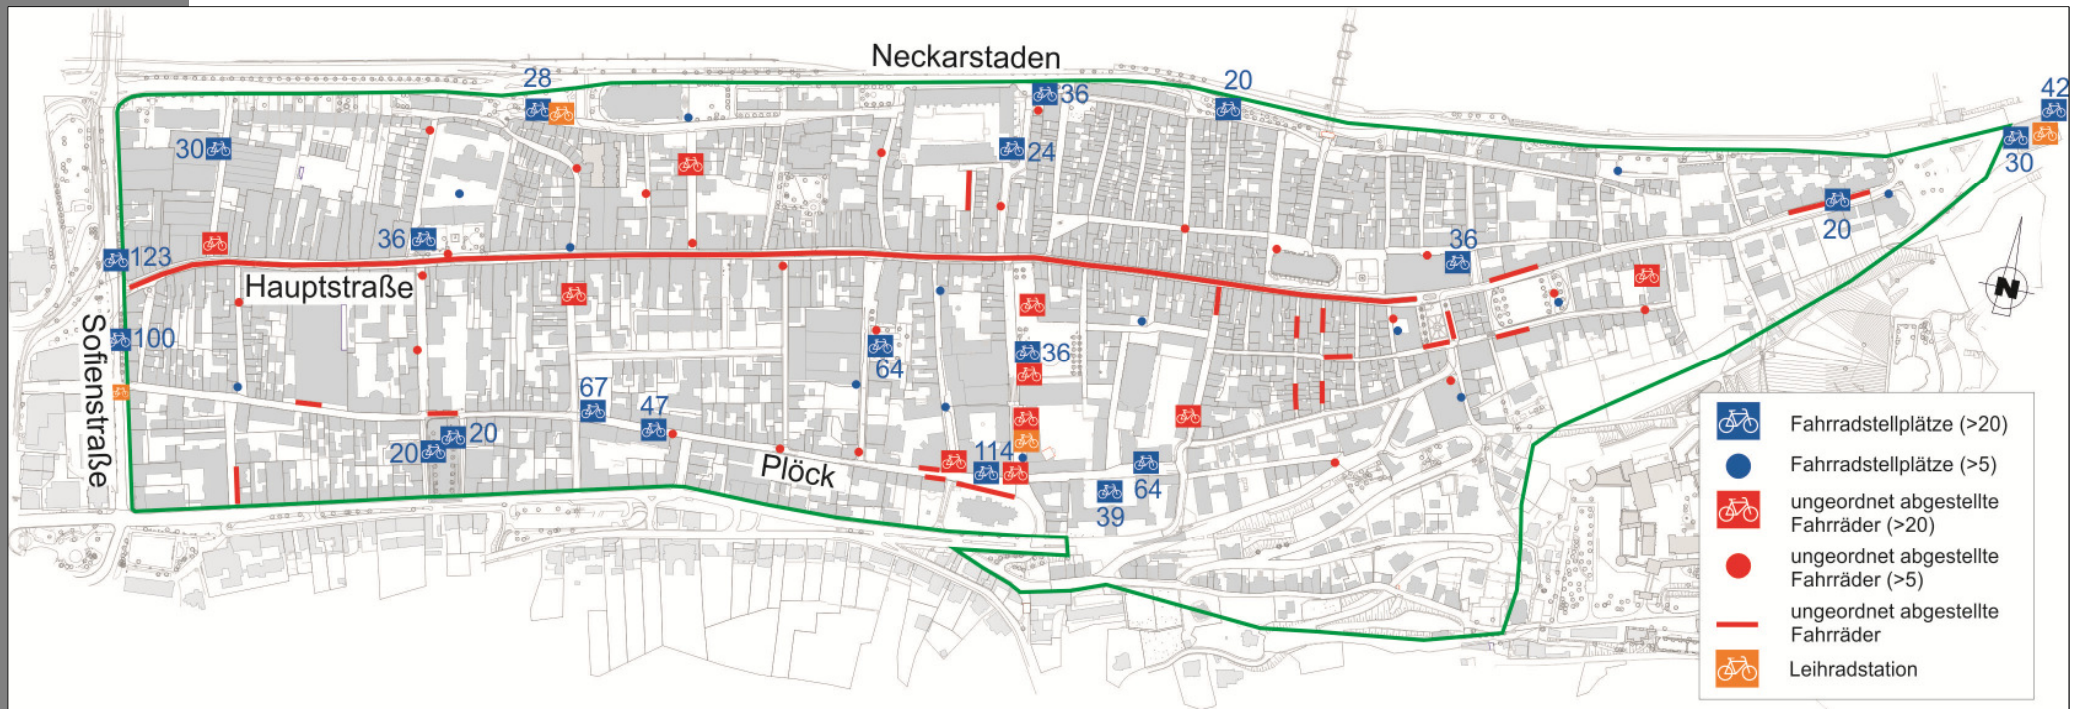 Neckarstaden
28
20
42
36
30
24
30
20
36
36
123
Hauptstraße
Sofienstraße
100
36
64
67
47
20
20
114
Plöck
64
39
N
Fahrradstellplätze (>20)
Fahrradstellplätze (>5)
ungeordnet abgestellte
Fahrräder (>20)
ungeordnet abgestellte
Fahrräder (>5)
ungeordnet abgestellte
Fahrräder
Leihradstation